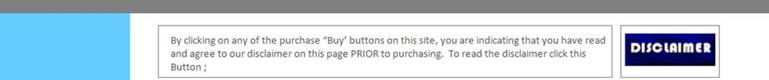 By clicking on any of the purchase "Buy' buttons on this site, you are indicating that you have read
and agree to our disclaimer on this page PRIOR to purchasing. To read the disclaimer click this
Button ;
DISCLAIMER